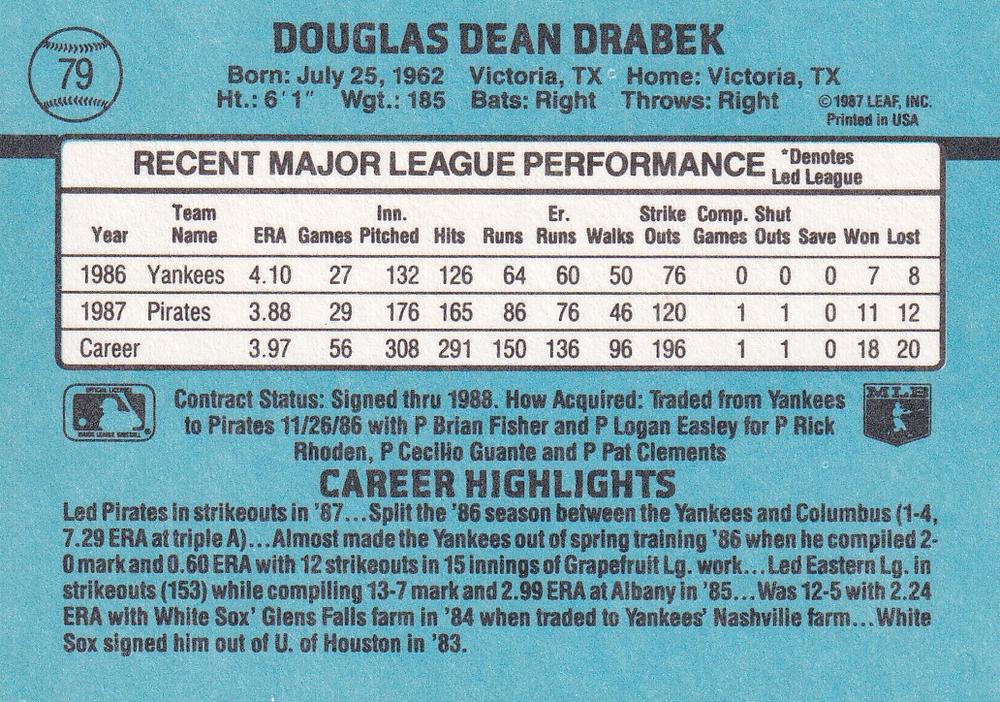 DOUGLAS DEAN DRABEK
79
Born: July 25, 1962 Victoria, TX Home: Victoria, TX
Ht.: 6'1" Wgt.: 185 Bats: Right Throws: Right
©1987 LEAF, INC.
Printed in USA
RECENT MAJOR LEAGUE PERFORMANCE *Denotes Led League
Year Team Name ERA Games Inn. Pitched Hits Runs Er. Runs Walks Strike Outs Comp. Games Shut Outs Save Won Lost
1986 Yankees 4.10 27 132 126 64 60 50 76 0 0 0 7 8
1987 Pirates 3.88 29 176 165 86 76 46 120 1 1 0 11 12
Career 3.97 56 308 291 150 136 96 196 1 1 0 18 20
OFFICIAL LICENSEE
MAJOR LEAGUE BASEBALL
MLB
Contract Status: Signed thru 1988. How Acquired: Traded from Yankees
to Pirates 11/26/86 with P Brian Fisher and P Logan Easley for P Rick
Rhoden, P Cecilio Guante and P Pat Clements
CAREER HIGHLIGHTS
Led Pirates in strikeouts in '87...Split the '86 season between the Yankees and Columbus (1-4,
7.29 ERA at triple A)...Almost made the Yankees out of spring training '86 when he compiled 2-
0 mark and 0.60 ERA with 12 strikeouts in 15 innings of Grapefruit Lg. work...Led Eastern Lg. in
strikeouts (153) while compiling 13-7 mark and 2.99 ERA at Albany in '85...Was 12-5 with 2.24
ERA with White Sox' Glens Falls farm in '84 when traded to Yankees' Nashville farm...White
Sox signed him out of U. of Houston in '83.